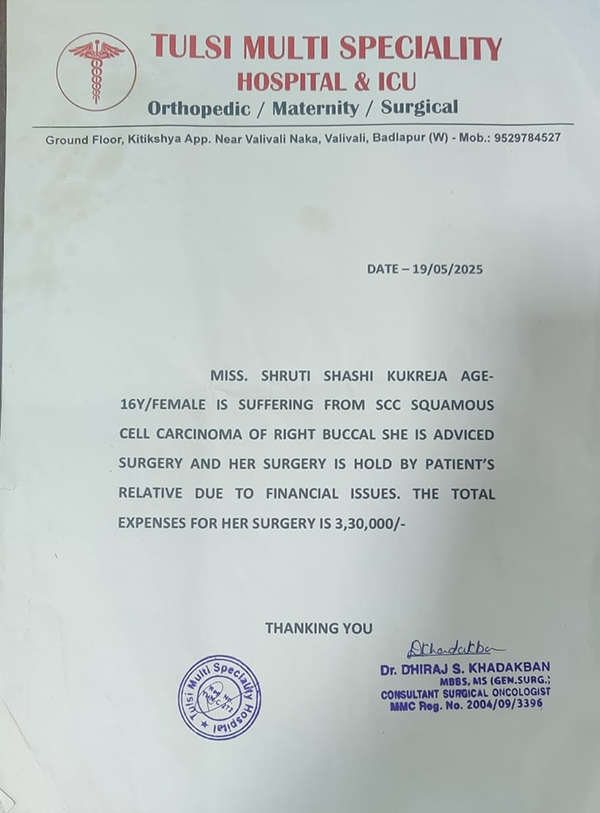 TULSI MULTI SPECIALITY
HOSPITAL & ICU
Orthopedic / Maternity / Surgical
Ground Floor, Kitikshya App. Near Valivali Naka, Valivali, Badlapur (W) - Mob.: 9529784527
DATE – 19/05/2025
MISS. SHRUTI SHASHI KUKREJA AGE-
16Y/FEMALE IS SUFFERING FROM SCC SQUAMOUS
CELL CARCINOMA OF RIGHT BUCCAL SHE IS ADVICED
SURGERY AND HER SURGERY IS HOLD BY PATIENT'S
RELATIVE DUE TO FINANCIAL ISSUES. THE TOTAL
EXPENSES FOR HER SURGERY IS 3,30,000/-
THANKING YOU
Tulsi Multi Speciality Hospital
Reg. No.
DKhadakban
Dr. DHIRAJ S. KHADAKBAN
MBBS, MS (GEN.SURG.)
CONSULTANT SURGICAL ONCOLOGIST
MMC Reg. No. 2004/09/3396